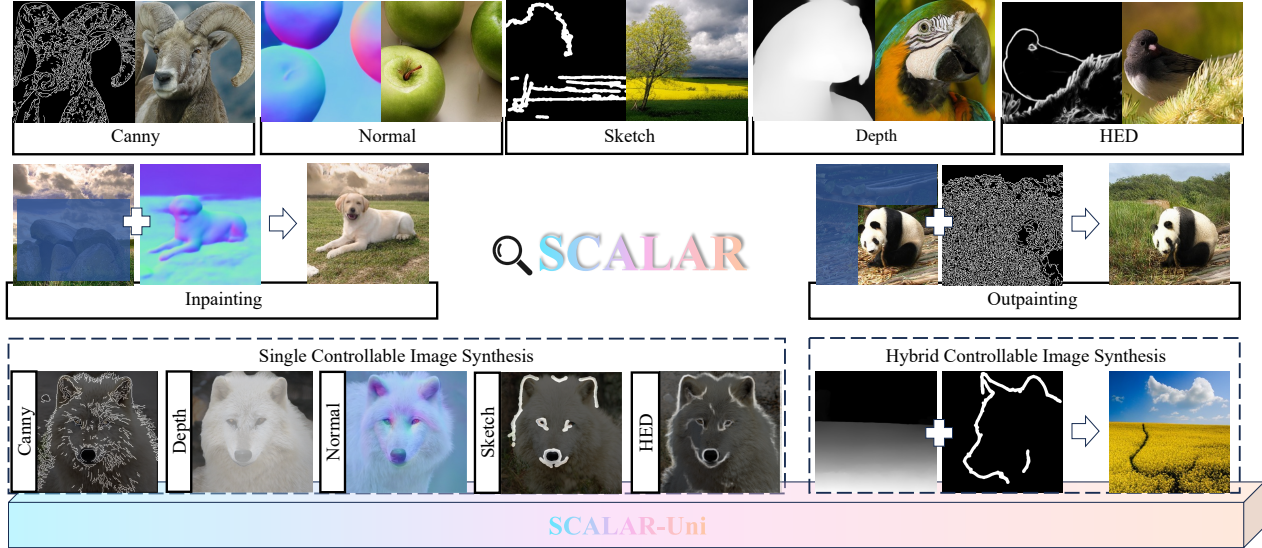 Canny
Normal
Sketch
Depth
HED
Inpainting
SCALAR
Outpainting
Single Controllable Image Synthesis
Hybrid Controllable Image Synthesis
Canny
Depth
Normal
Sketch
HED
SCALAR-Uni